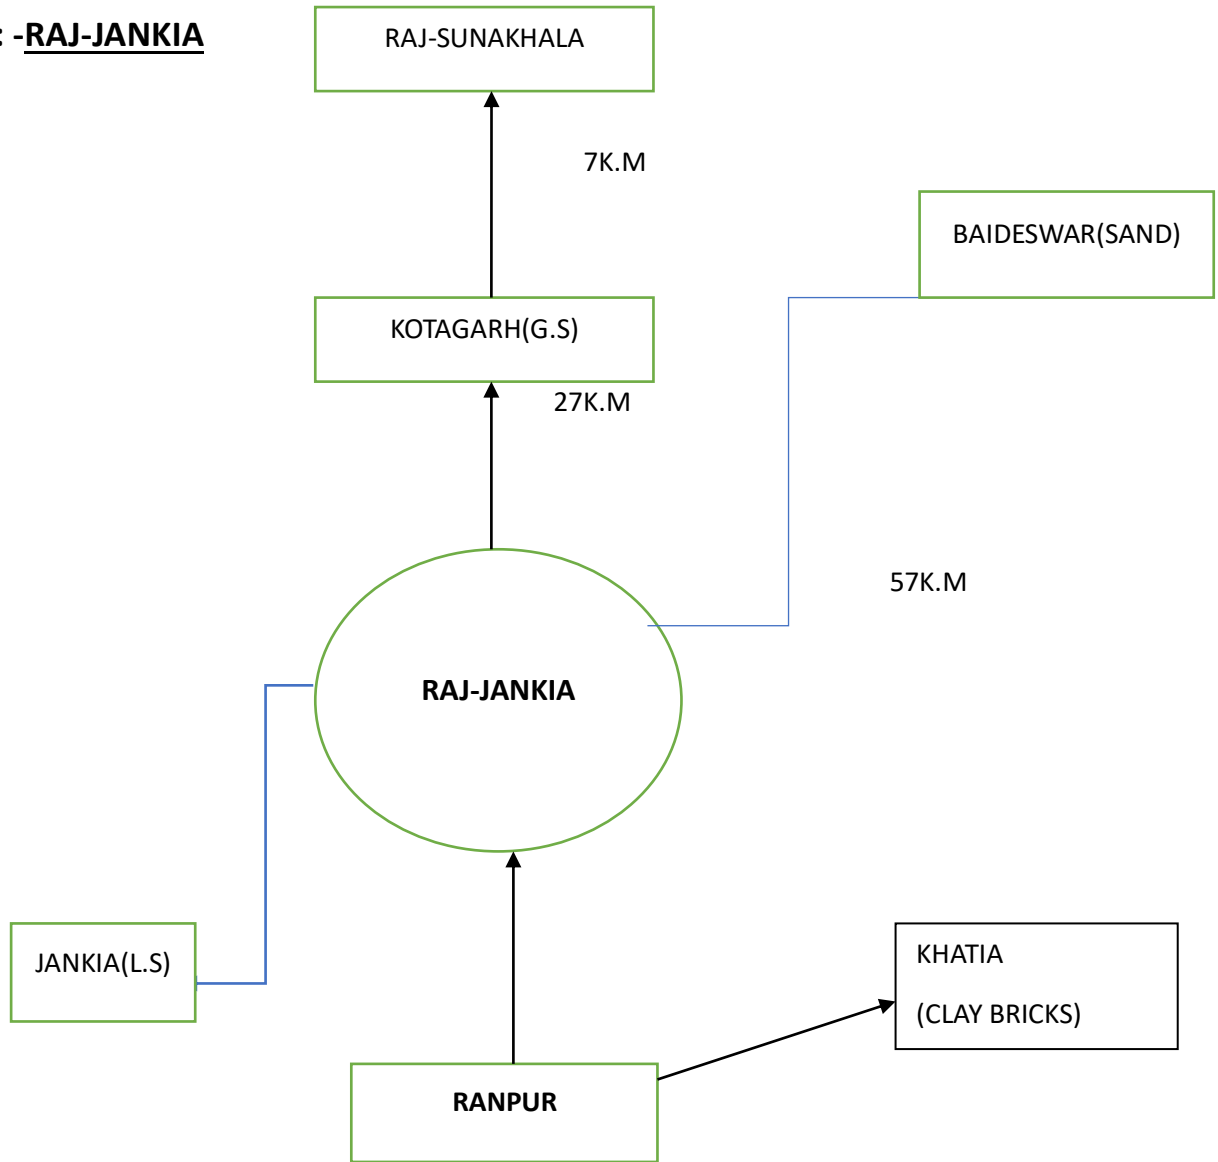 : -RAJ-JANKIA
RAJ-SUNAKHALA
7K.M
BAIDESWAR(SAND)
KOTAGARH(G.S)
27K.M
57K.M
RAJ-JANKIA
JANKIA(L.S)
KHATIA
(CLAY BRICKS)
RANPUR